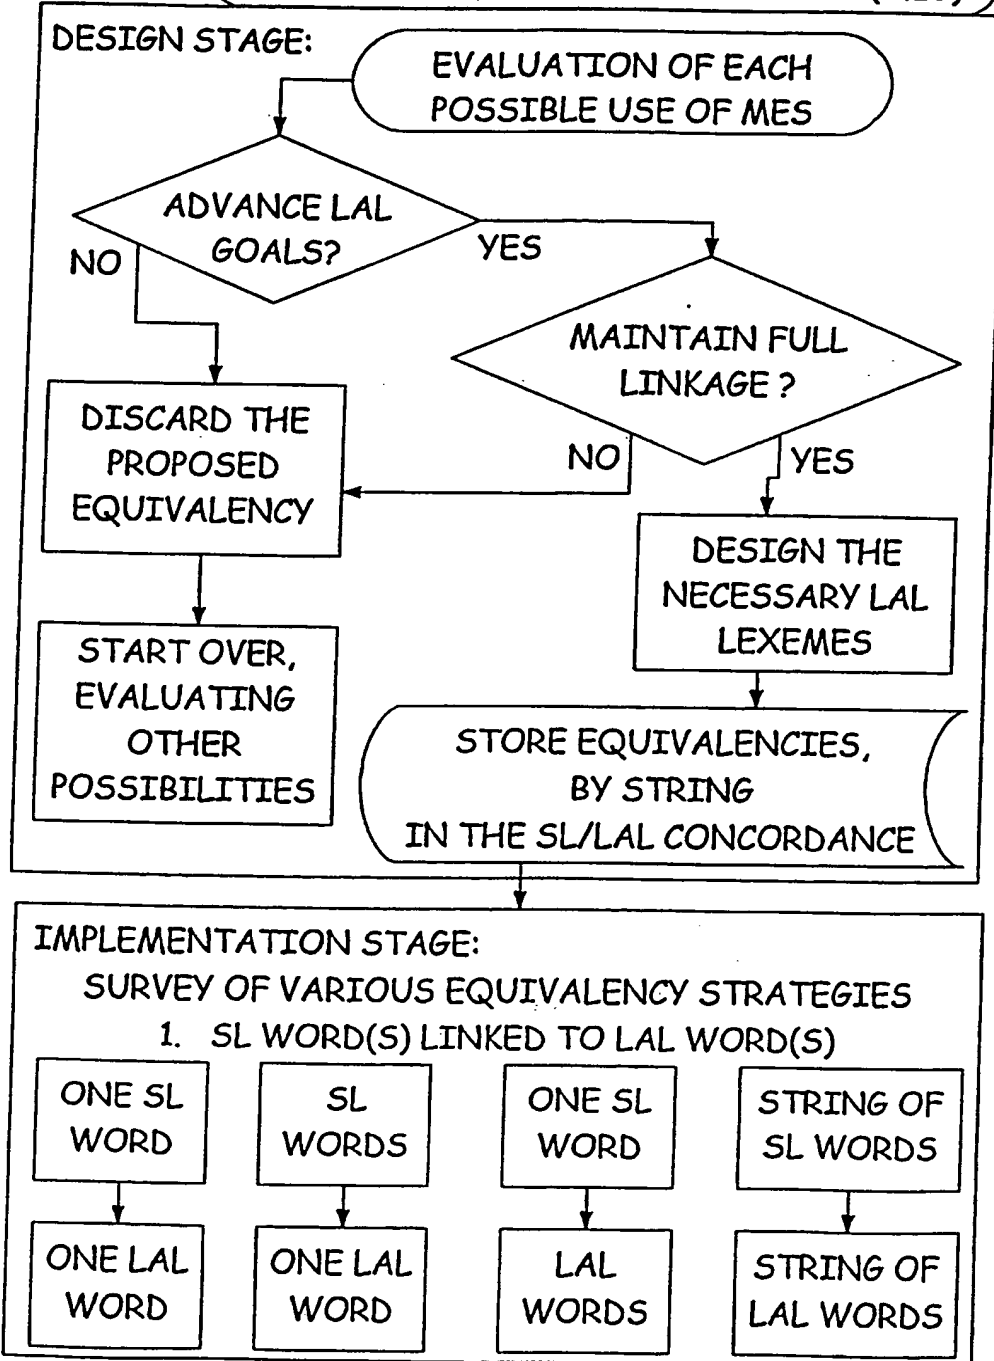 DESIGN STAGE:
EVALUATION OF EACH
POSSIBLE USE OF MES
ADVANCE LAL
GOALS?
NO
YES
MAINTAIN FULL
LINKAGE ?
NO
YES
DISCARD THE
PROPOSED
EQUIVALENCY
DESIGN THE
NECESSARY LAL
LEXEMES
START OVER,
EVALUATING
OTHER
POSSIBILITIES
STORE EQUIVALENCIES,
BY STRING
IN THE SL/LAL CONCORDANCE
IMPLEMENTATION STAGE:
SURVEY OF VARIOUS EQUIVALENCY STRATEGIES
1. SL WORD(S) LINKED TO LAL WORD(S)
ONE SL
WORD
SL
WORDS
ONE SL
WORD
STRING OF
SL WORDS
ONE LAL
WORD
ONE LAL
WORD
LAL
WORDS
STRING OF
LAL WORDS